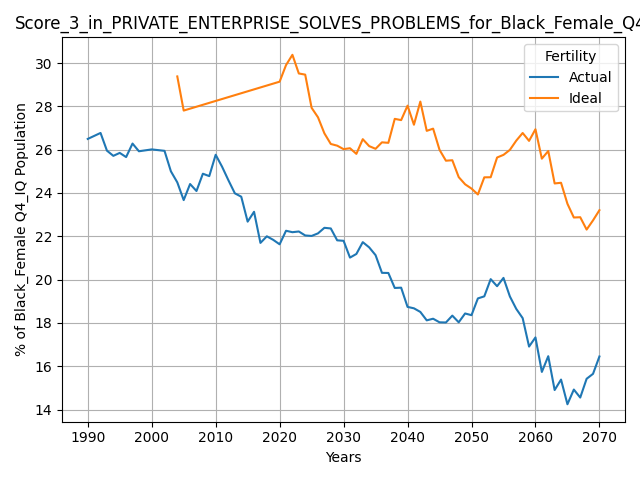 Score_3_in_PRIVATE_ENTERPRISE_SOLVES_PROBLEMS_for_Black_Female_Q4
Fertility
Actual
Ideal
% of Black_Female Q4_IQ Population
30
28
26
24
22
20
18
16
14
1990 2000 2010 2020 2030 2040 2050 2060 2070
Years